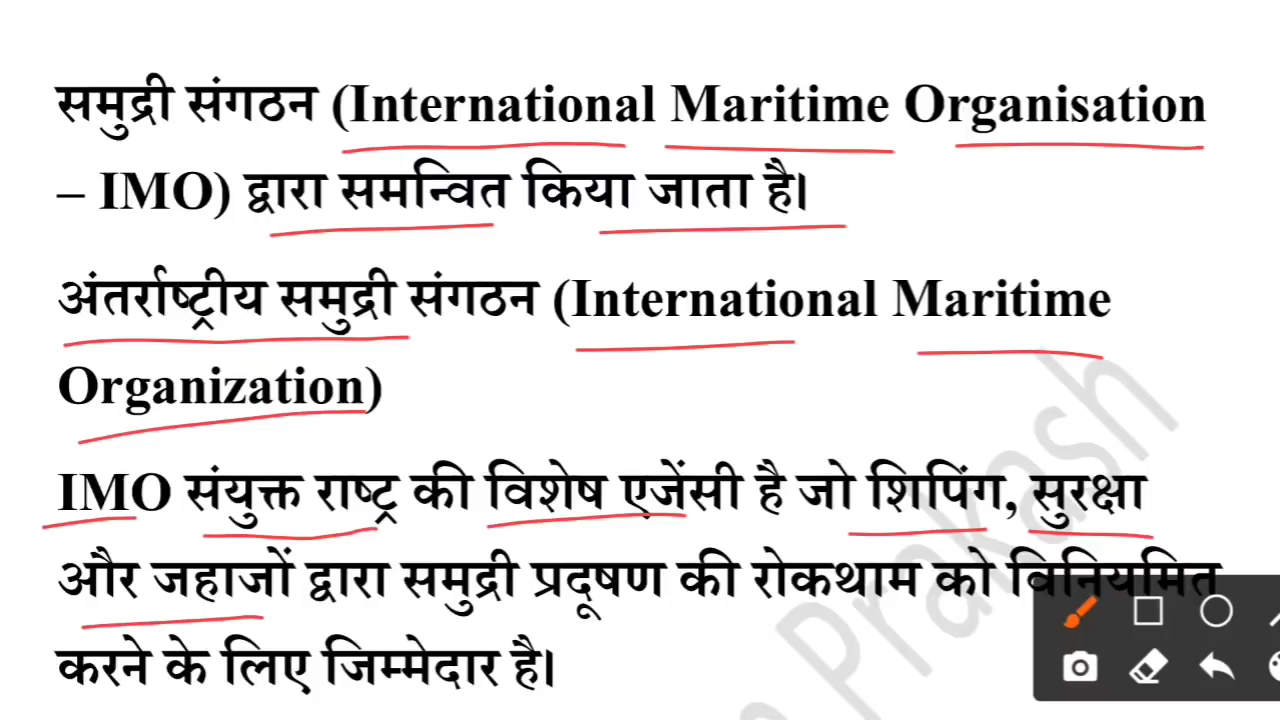 समुद्री संगठन (International Maritime Organisation
– IMO) द्वारा समन्वित किया जाता है।
अंतर्राष्ट्रीय समुद्री संगठन (International Maritime
Organization)
IMO संयुक्त राष्ट्र की विशेष एजेंसी है जो शिपिंग, सुरक्षा
और जहाजों द्वारा समुद्री प्रदूषण की रोकथाम को विनियमित
करने के लिए जिम्मेदार है।
Prakash